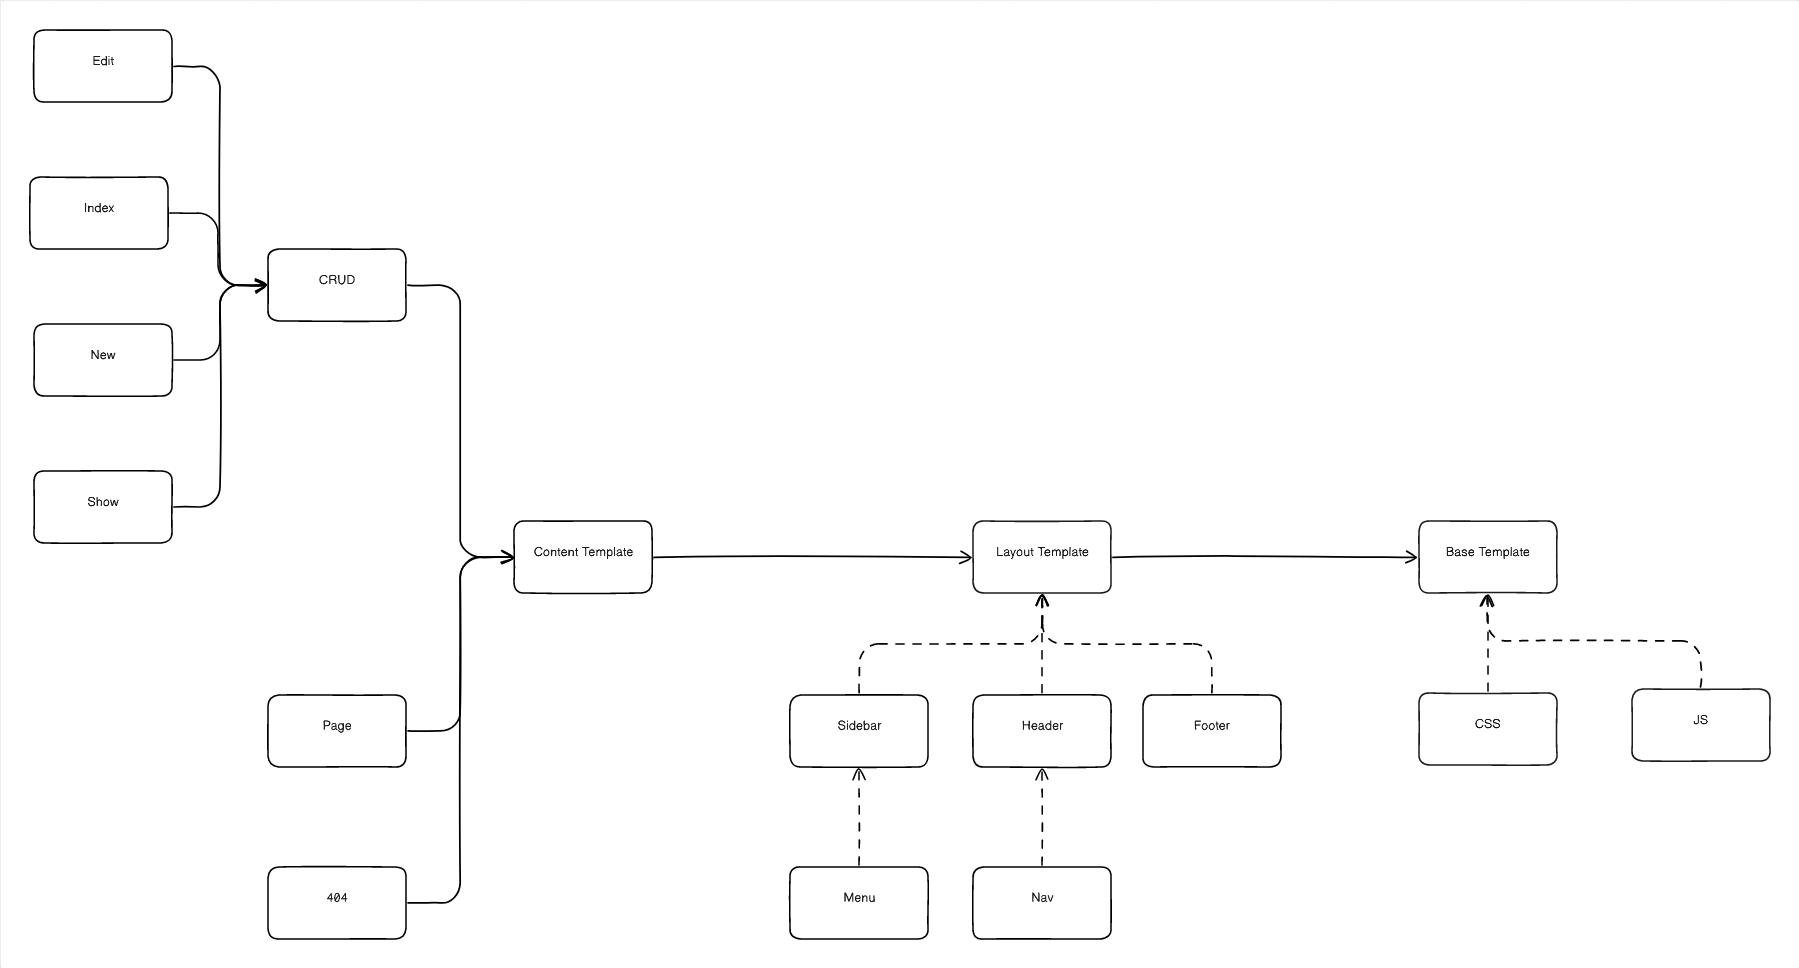 Edit
Index
CRUD
New
Show
Content Template
Layout Template
Base Template
Page
Sidebar
Header
Footer
CSS
JS
404
Menu
Nav